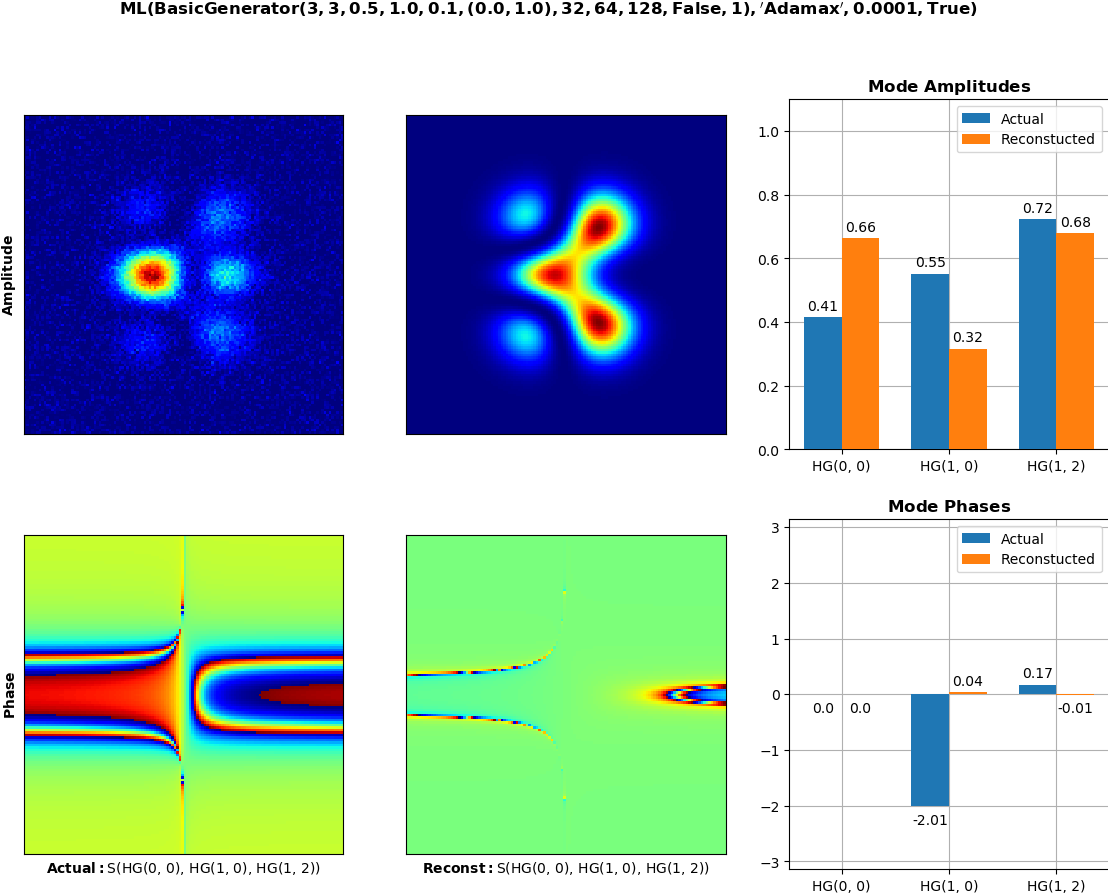 ML(BasicGenerator(3, 3, 0.5, 1.0, 0.1, (0.0, 1.0), 32, 64, 128, False, 1), 'Adamax', 0.0001, True)
Amplitude
Mode Amplitudes
Actual
Reconstucted
1.0
0.8
0.6
0.4
0.2
0.0
0.41
0.66
0.55
0.32
0.72
0.68
HG(0, 0)
HG(1, 0)
HG(1, 2)
Phase
Actual: S(HG(0, 0), HG(1, 0), HG(1, 2))
Reconst: S(HG(0, 0), HG(1, 0), HG(1, 2))
Mode Phases
Actual
Reconstucted
3
2
1
0
−1
−2
−3
0.0
0.0
-2.01
0.04
0.17
-0.01
HG(0, 0)
HG(1, 0)
HG(1, 2)